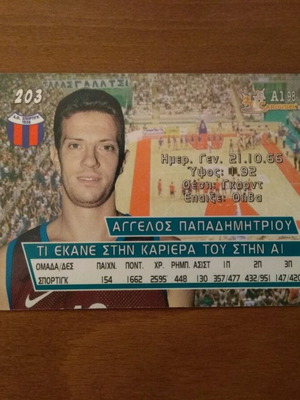 203
Α1 98
Ημερ. Γεν. 21.10.66
Ύψος: 1.92
Θέση: Γκαρντ
Επαιξε: Θήβα
ΑΓΓΕΛΟΣ ΠΑΠΑΔΗΜΗΤΡΙΟΥ
ΤΙ ΕΚΑΝΕ ΣΤΗΝ ΚΑΡΙΕΡΑ ΤΟΥ ΣΤΗΝ Α1
ΟΜΑΔΑ/ΔΕΣ ΠΑΙΧΝ. ΠΟΝΤ. ΧΡ. ΡΗΜΠ. ΑΣΙΣΤ 1Π 2Π 3Π
ΣΠΟΡΤΙΓΚ 154 1662 2595 448 130 357/477 432/951 147/420